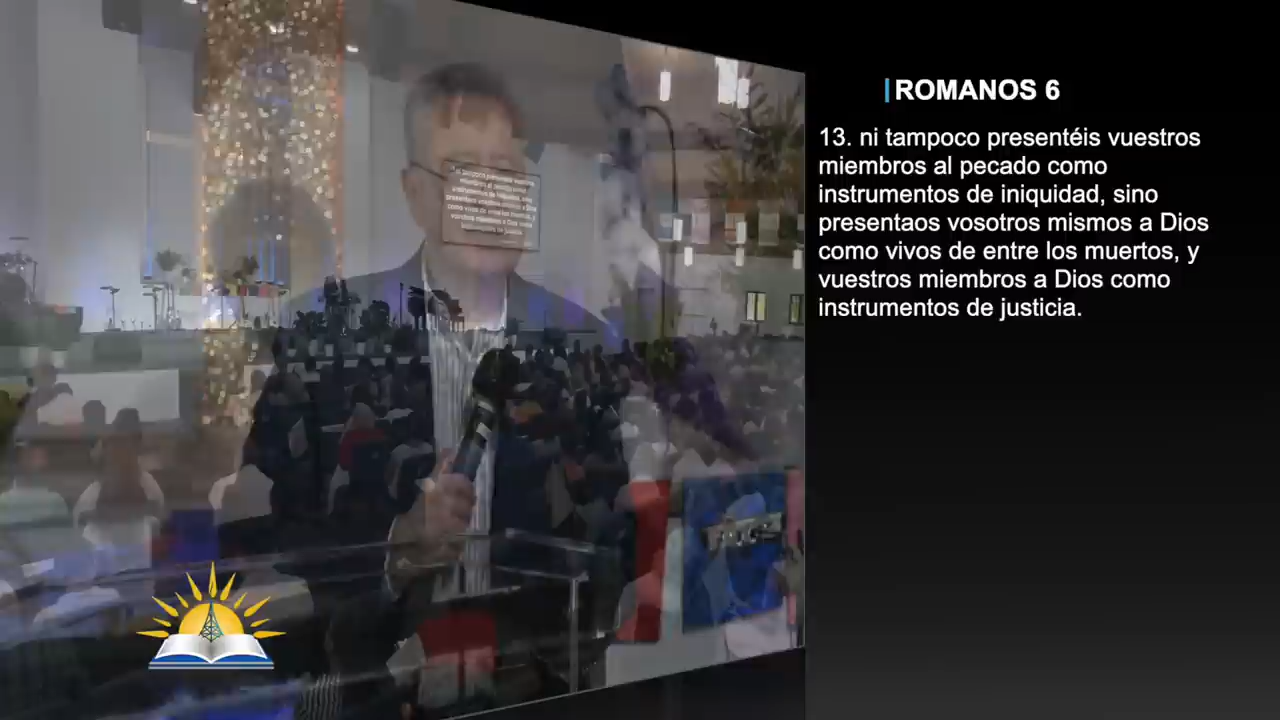 ROMANOS 6
13. ni tampoco presentéis vuestros
miembros al pecado como
instrumentos de iniquidad, sino
presentaos vosotros mismos a Dios
como vivos de entre los muertos, y
vuestros miembros a Dios como
instrumentos de justicia.